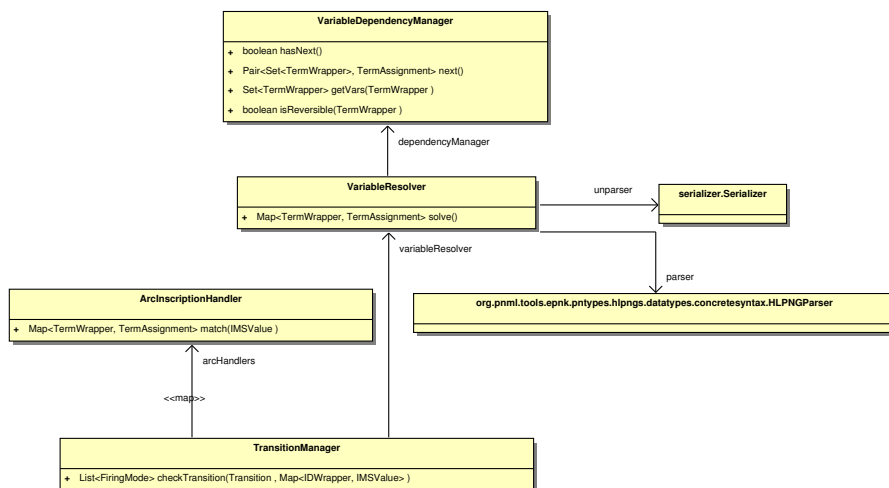 VariableDependencyManager
+ boolean hasNext()
+ Pair<Set<TermWrapper>, TermAssignment> next()
+ Set<TermWrapper> getVars(TermWrapper )
+ boolean isReversible(TermWrapper )
dependencyManager
VariableResolver
+ Map<TermWrapper, TermAssignment> solve()
unparser
serializer.Serializer
variableResolver
parser
ArcInscriptionHandler
+ Map<TermWrapper, TermAssignment> match(IMSValue )
org.pnml.tools.epnk.pntypes.hlpngs.datatypes.concretesyntax.HLPNGParser
arcHandlers
<<map>>
TransitionManager
+ List<FiringMode> checkTransition(Transition , Map<IDWrapper, IMSValue> )